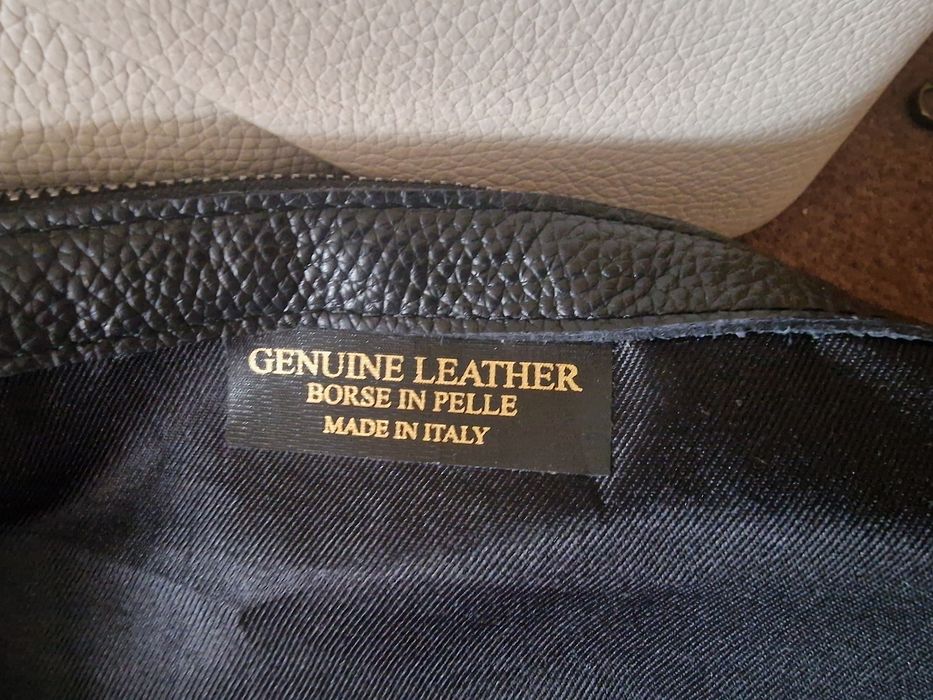 GENUINE LEATHER
BORSE IN PELLE
MADE IN ITALY